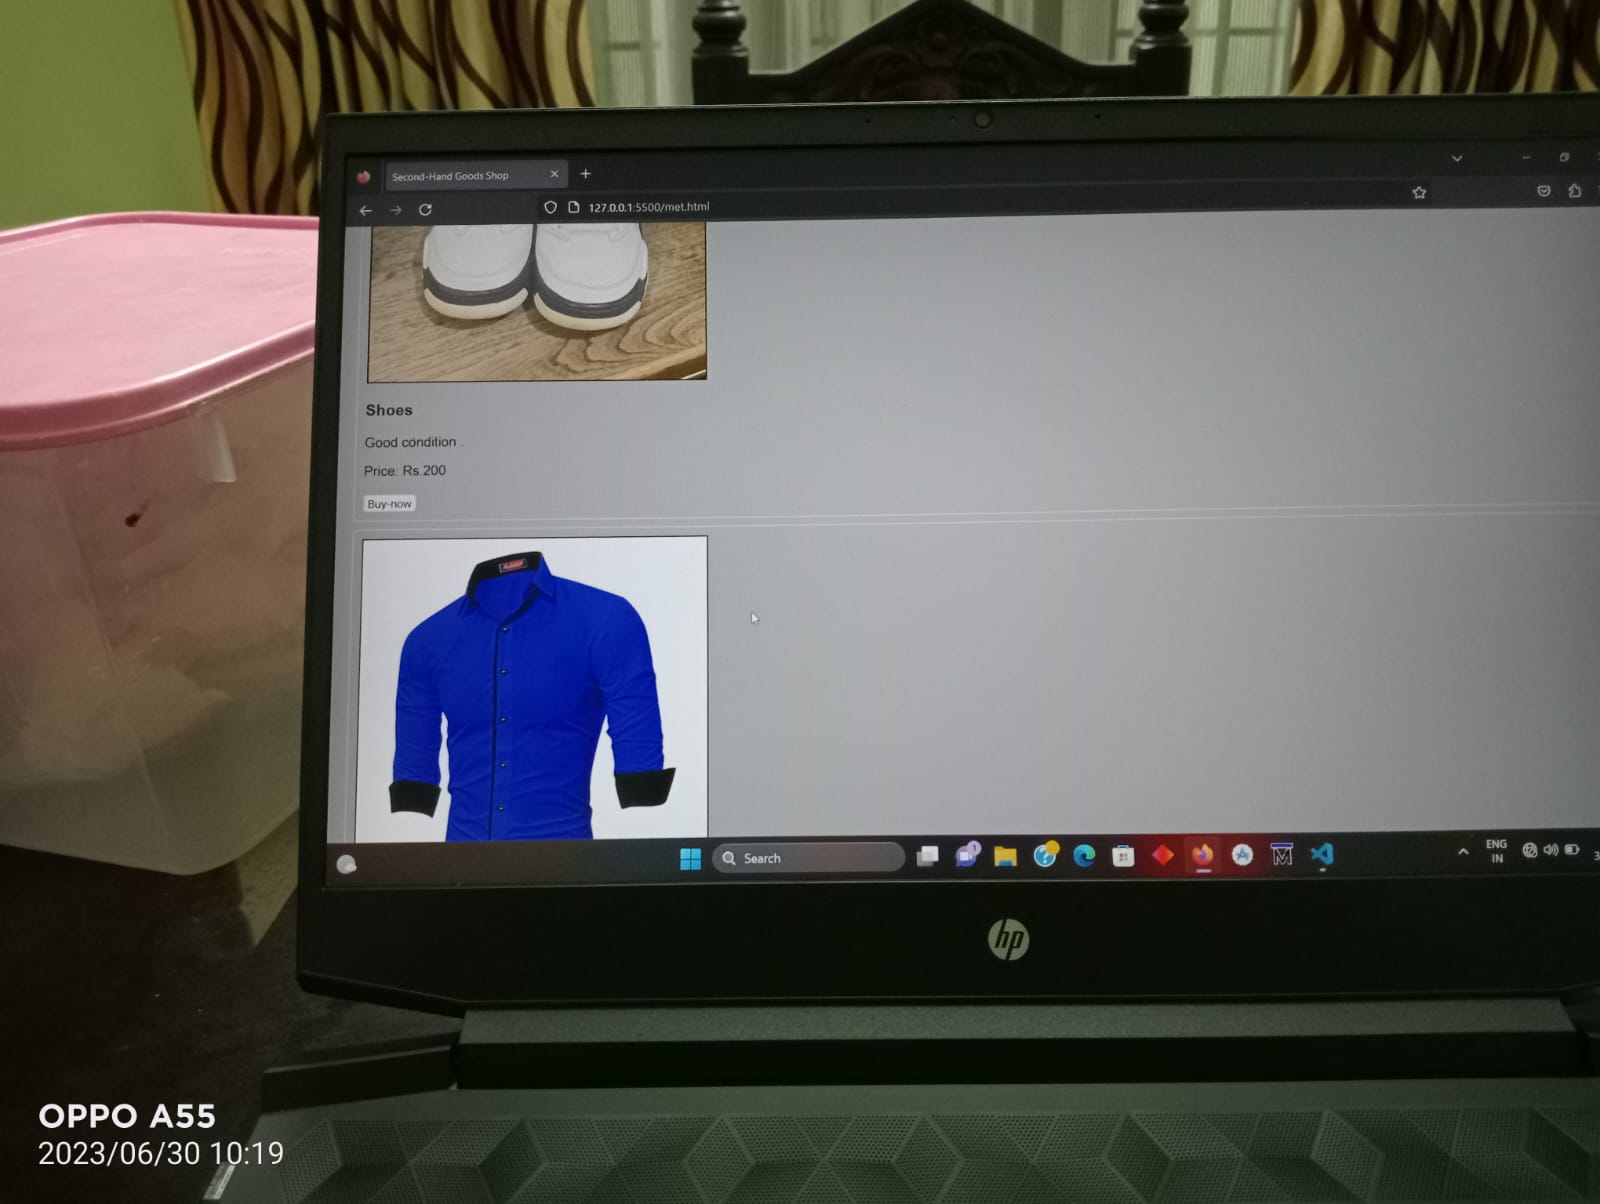 Second-Hand Goods Shop
127.0.0.1:5500/met.html
Shoes
Good condition .
Price: Rs.200
Buy-now
1
Search
ENG
IN
hp
OPPO A55
2023/06/30 10:19